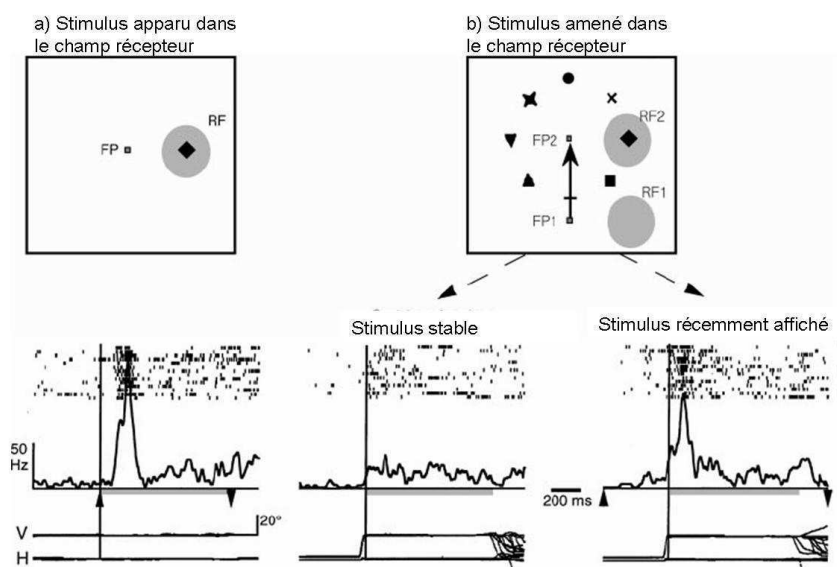 a) Stimulus apparu dans
le champ récepteur
b) Stimulus amené dans
le champ récepteur
RF
FP
RF2
FP2
RF1
FP1
Stimulus stable
Stimulus récemment affiché
50
Hz
200 ms
20°
V
H